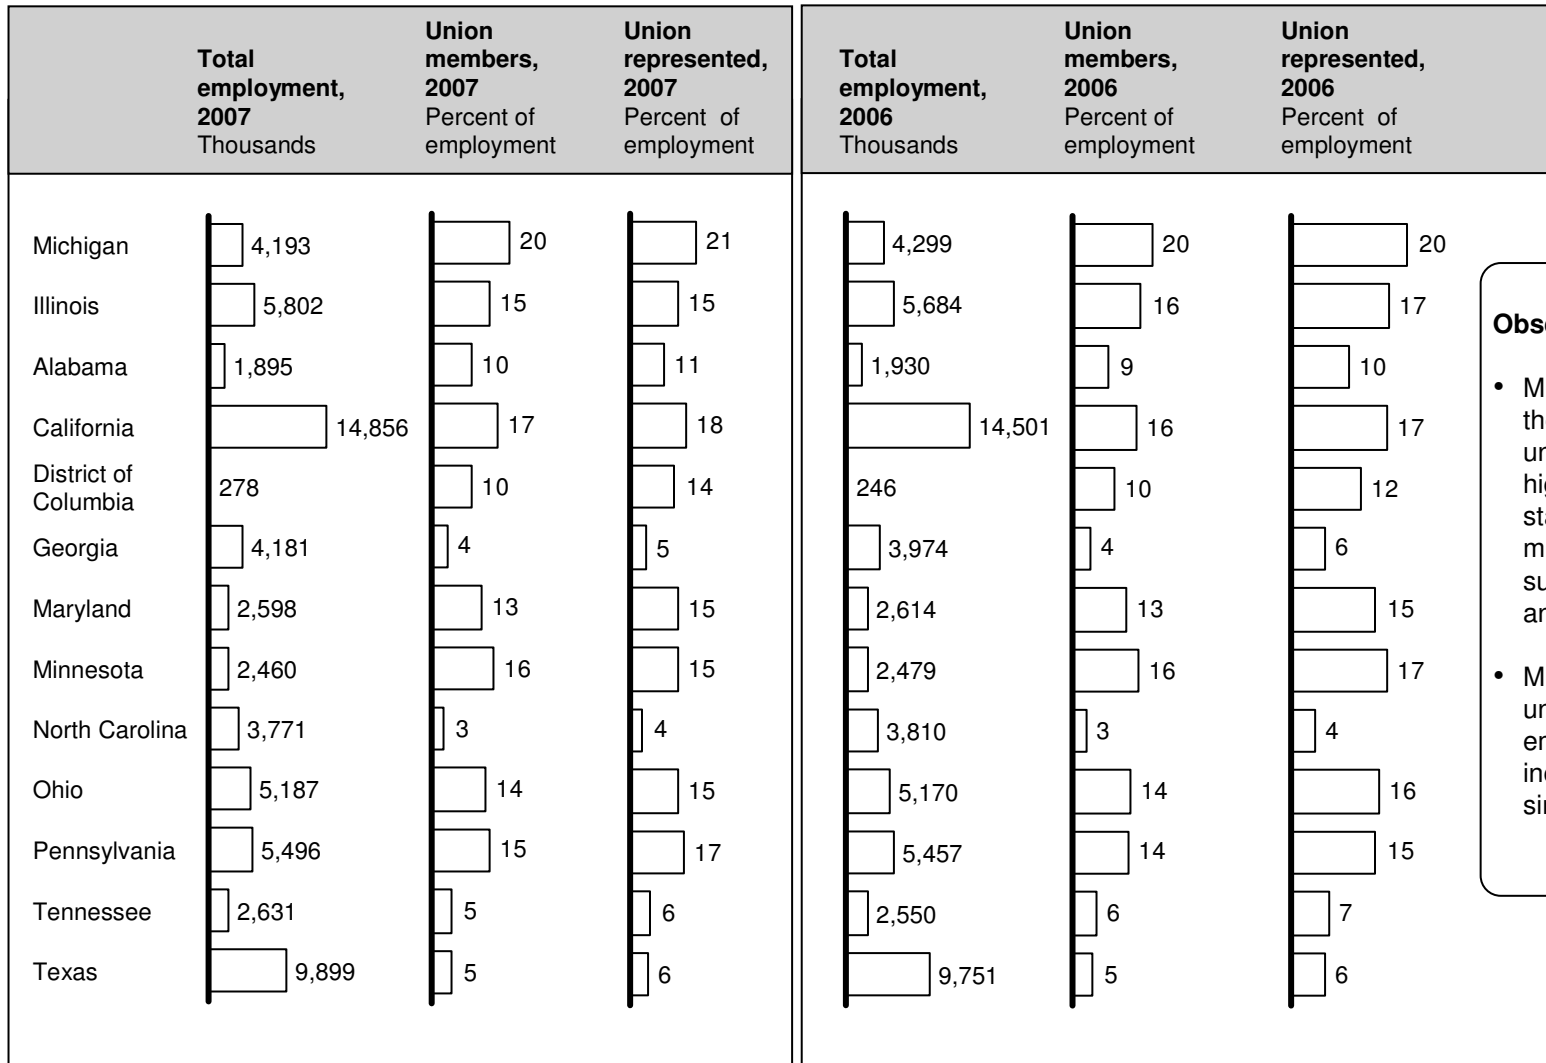 Total employment, 2007 Thousands
Union members, 2007 Percent of employment
Union represented, 2007 Percent of employment
Total employment, 2006 Thousands
Union members, 2006 Percent of employment
Union represented, 2006 Percent of employment
Michigan 4,193 20 21 4,299 20 20
Illinois 5,802 15 15 5,684 16 17
Alabama 1,895 10 11 1,930 9 10
California 14,856 17 18 14,501 16 17
District of Columbia 278 10 14 246 10 12
Georgia 4,181 4 5 3,974 4 6
Maryland 2,598 13 15 2,614 13 15
Minnesota 2,460 16 15 2,479 16 17
North Carolina 3,771 3 4 3,810 3 4
Ohio 5,187 14 15 5,170 14 16
Pennsylvania 5,496 15 17 5,457 14 15
Tennessee 2,631 5 6 2,550 6 7
Texas 9,899 5 6 9,751 5 6